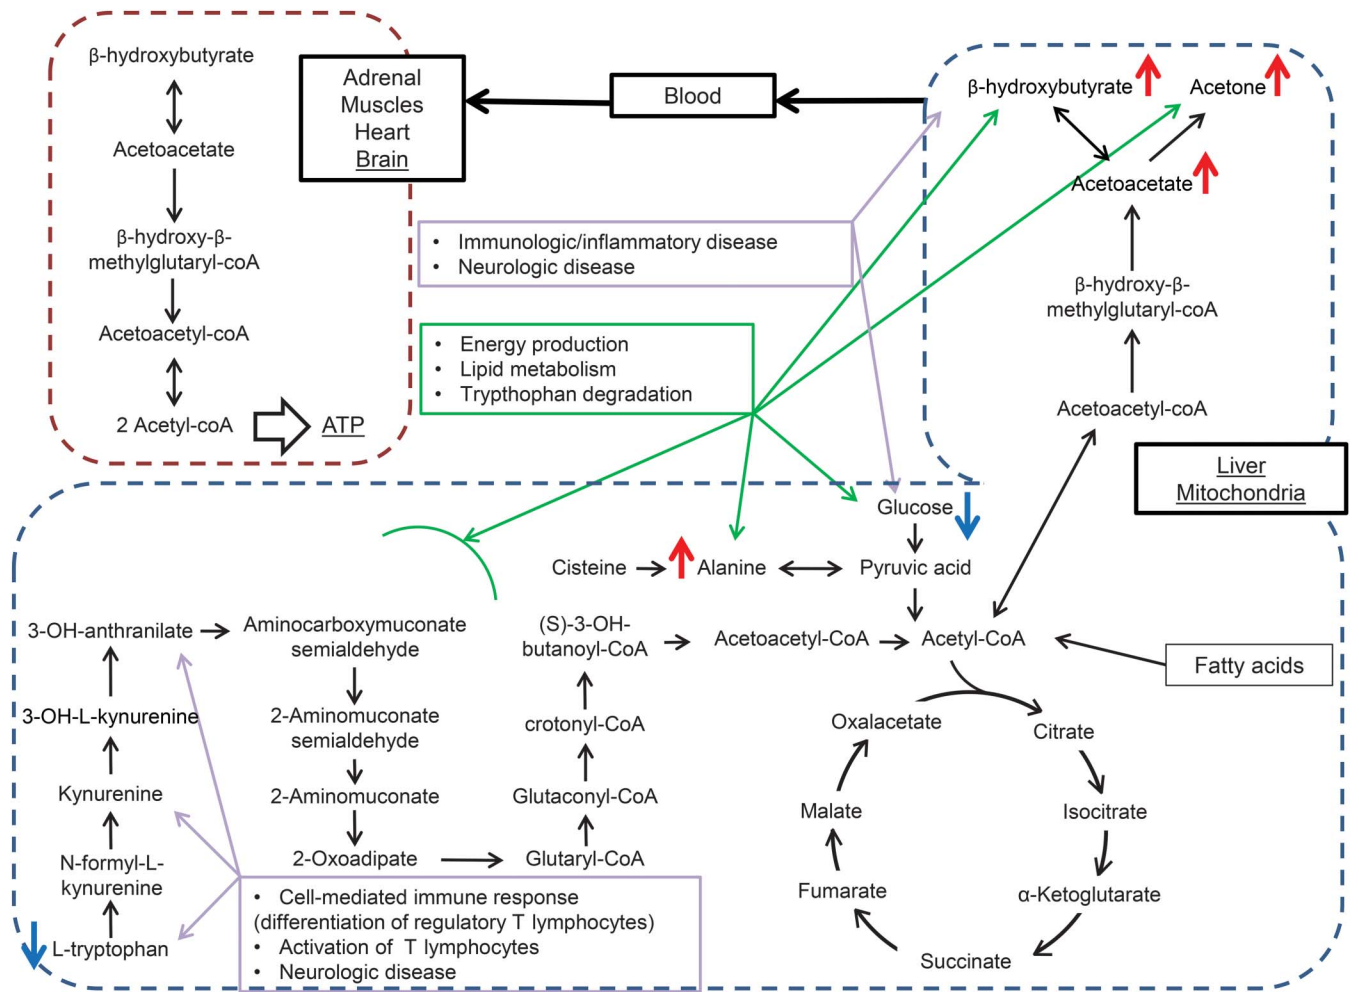 β-hydroxybutyrate
Acetoacetate
β-hydroxy-β-
methylglutaryl-coA
Acetoacetyl-coA
2 Acetyl-coA
ATP
Adrenal
Muscles
Heart
Brain
Blood
β-hydroxybutyrate
Acetone
Acetoacetate
β-hydroxy-β-
methylglutaryl-coA
Acetoacetyl-coA
Liver
Mitochondria
• Immunologic/inflammatory disease
• Neurologic disease
• Energy production
• Lipid metabolism
• Trypthophan degradation
Glucose
Cisteine
Alanine
Pyruvic acid
3-OH-anthranilate
Aminocarboxymuconate
semialdehyde
(S)-3-OH-
butanoyl-CoA
Acetoacetyl-CoA
Acetyl-CoA
Fatty acids
3-OH-L-kynurenine
2-Aminomuconate
semialdehyde
crotonyl-CoA
Oxalacetate
Citrate
Kynurenine
2-Aminomuconate
Glutaconyl-CoA
Malate
Isocitrate
N-formyl-L-
kynurenine
2-Oxoadipate
Glutaryl-CoA
Fumarate
α-Ketoglutarate
L-tryptophan
Succinate
• Cell-mediated immune response
(differentiation of regulatory T lymphocytes)
• Activation of T lymphocytes
• Neurologic disease